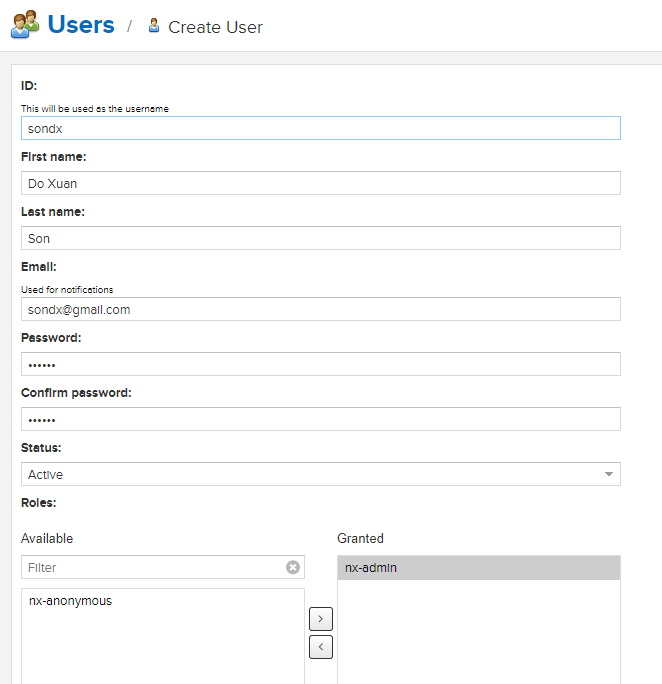 Users / Create User
ID:
This will be used as the username
sondx
First name:
Do Xuan
Last name:
Son
Email:
Used for notifications
sondx@gmail.com
Password:
••••••
Confirm password:
••••••
Status:
Active
Roles:
Available Granted
Filter nx-admin
nx-anonymous
>
<